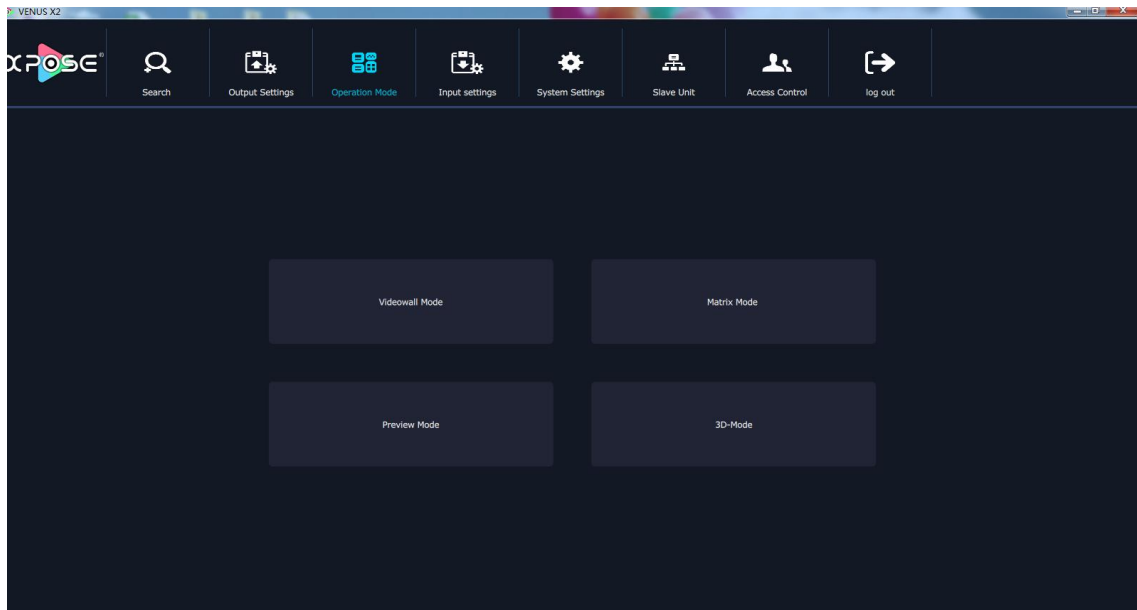 VENUS X2
XPOSE®
Search
Output Settings
Operation Mode
Input settings
System Settings
Slave Unit
Access Control
log out
Videowall Mode
Matrix Mode
Preview Mode
3D-Mode